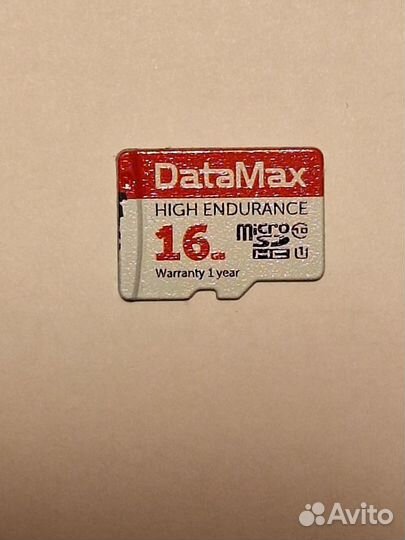 DataMax
HIGH ENDURANCE
16GB
micro SD HC 10 U1
Warranty 1 year
Avito